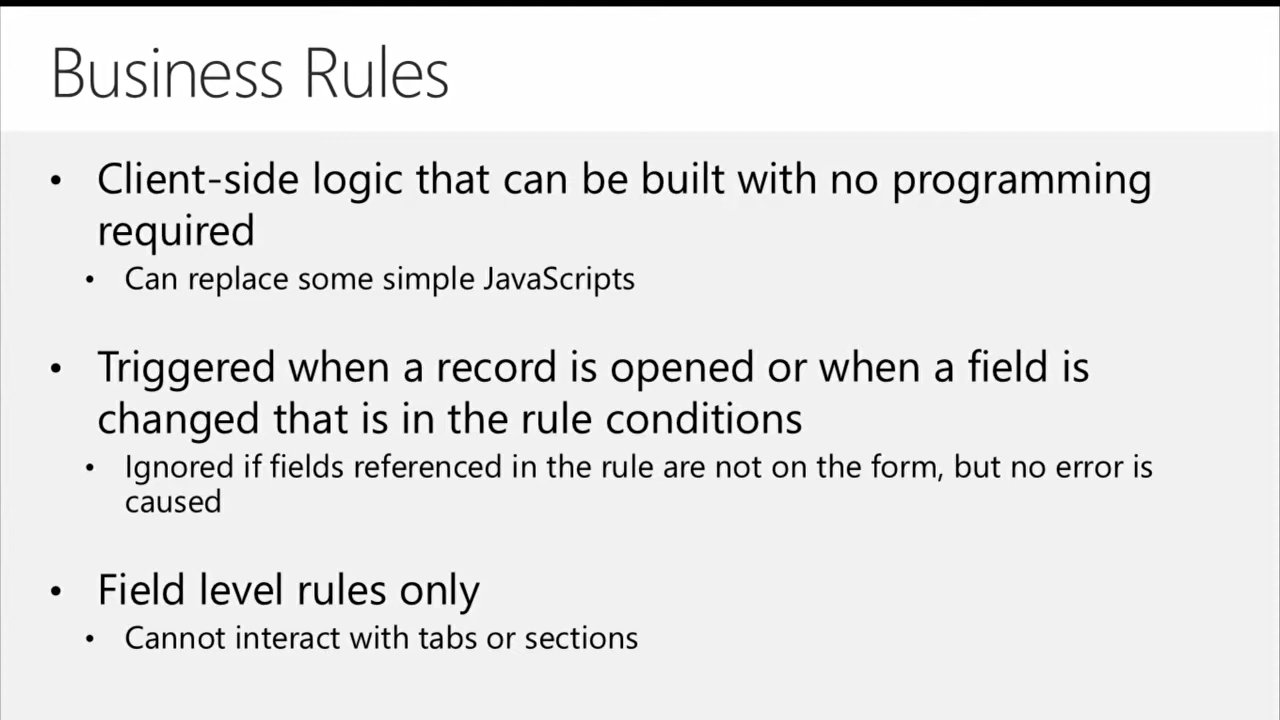 Business Rules
• Client-side logic that can be built with no programming
required
• Can replace some simple JavaScripts
• Triggered when a record is opened or when a field is
changed that is in the rule conditions
• Ignored if fields referenced in the rule are not on the form, but no error is
caused
• Field level rules only
• Cannot interact with tabs or sections